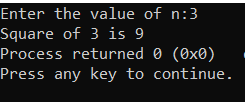 Enter the value of n:3
Square of 3 is 9
Process returned 0 (0x0)
Press any key to continue.